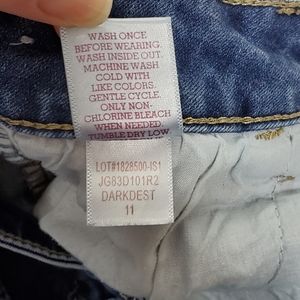 WASH ONCE
BEFORE WEARING.
WASH INSIDE OUT.
MACHINE WASH
COLD WITH
LIKE COLORS.
GENTLE CYCLE.
ONLY NON-
CHLORINE BLEACH
WHEN NEEDED.
TUMBLE DRY LOW
LOT#1828500-IS1
JG83D101R2
DARKDEST
11